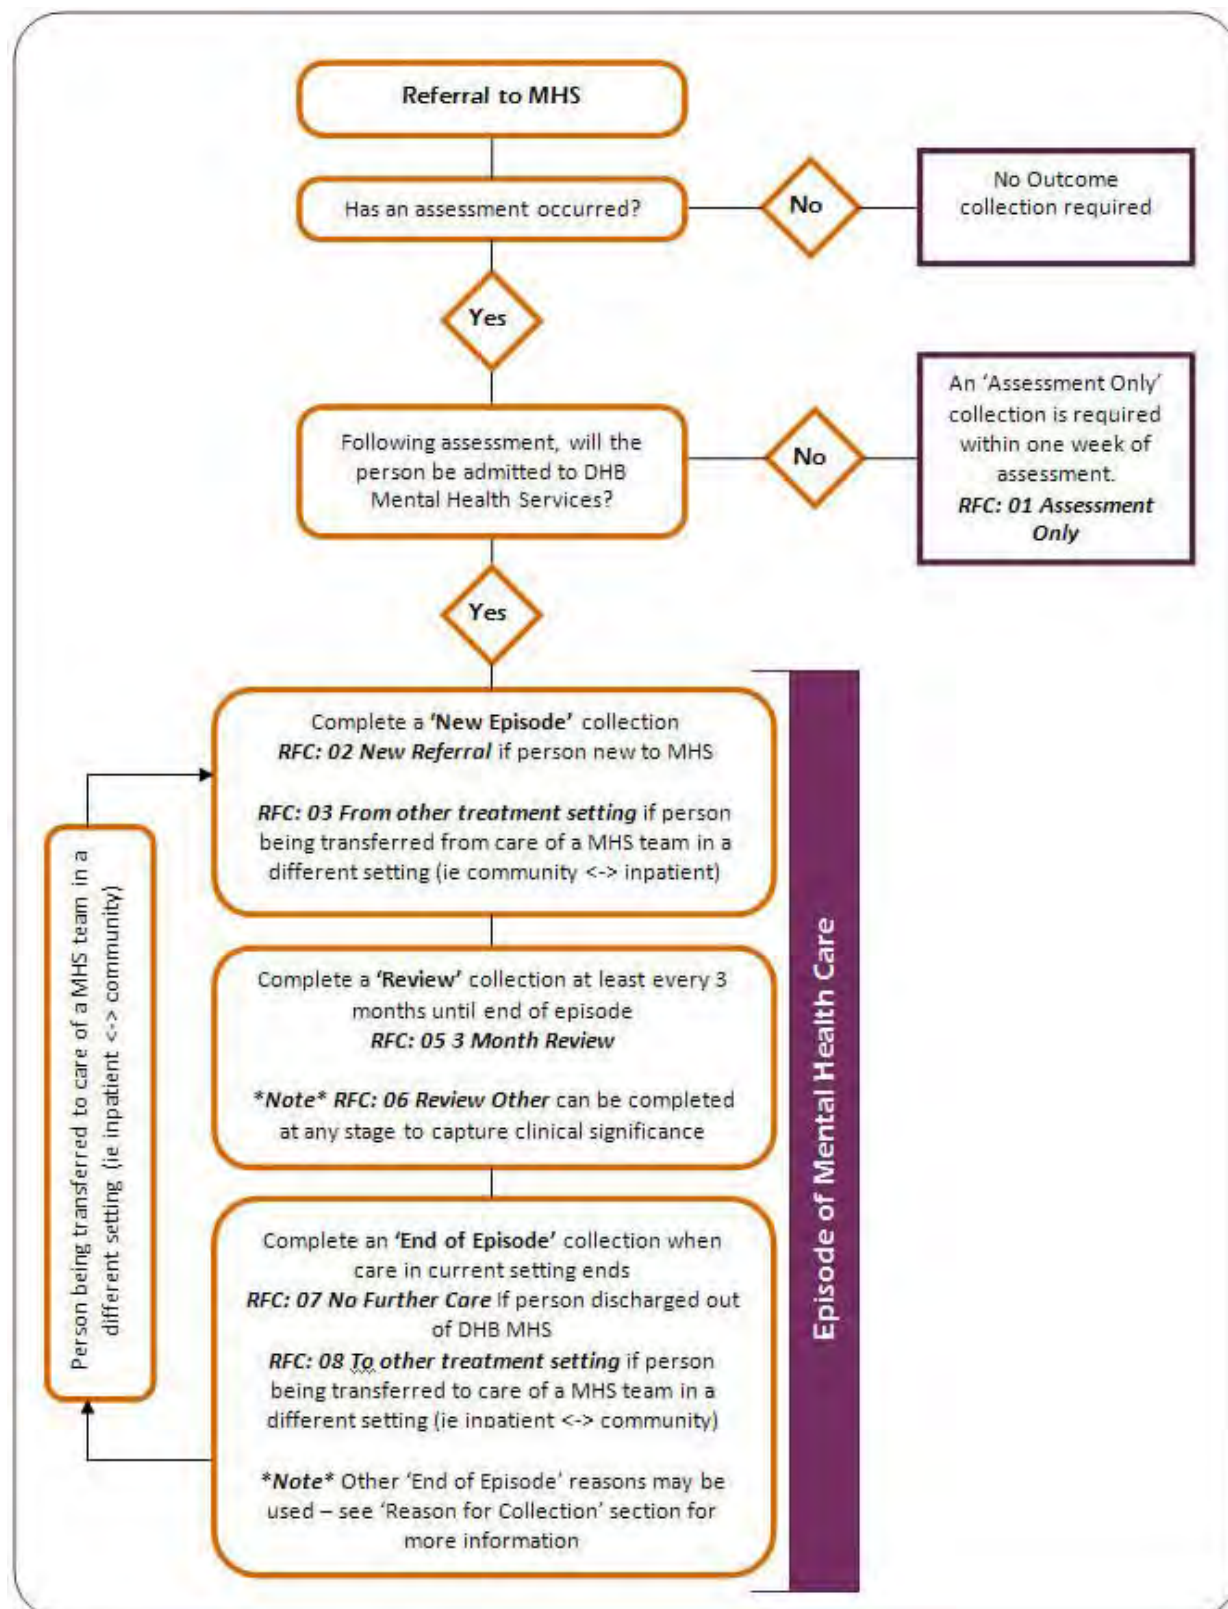 Referral to MHS
Has an assessment occurred?
No
No Outcome
collection required
Yes
Following assessment, will the
person be admitted to DHB
Mental Health Services?
No
An ‘Assessment Only’
collection is required
within one week of
assessment.
RFC: 01 Assessment
Only
Yes
Complete a ‘New Episode’ collection
RFC: 02 New Referral if person new to MHS
RFC: 03 From other treatment setting if person
being transferred from care of a MHS team in a
different setting (ie community <-> inpatient)
Complete a ‘Review’ collection at least every 3
months until end of episode
RFC: 05 3 Month Review
*Note* RFC: 06 Review Other can be completed
at any stage to capture clinical significance
Complete an ‘End of Episode’ collection when
care in current setting ends
RFC: 07 No Further Care If person discharged out
of DHB MHS
RFC: 08 To other treatment setting if person
being transferred to care of a MHS team in a
different setting (ie inpatient <-> community)
*Note* Other ‘End of Episode’ reasons may be
used – see ‘Reason for Collection’ section for
more information
Person being transferred to care of a MHS team in a
different setting (ie inpatient <-> community)
Episode of Mental Health Care